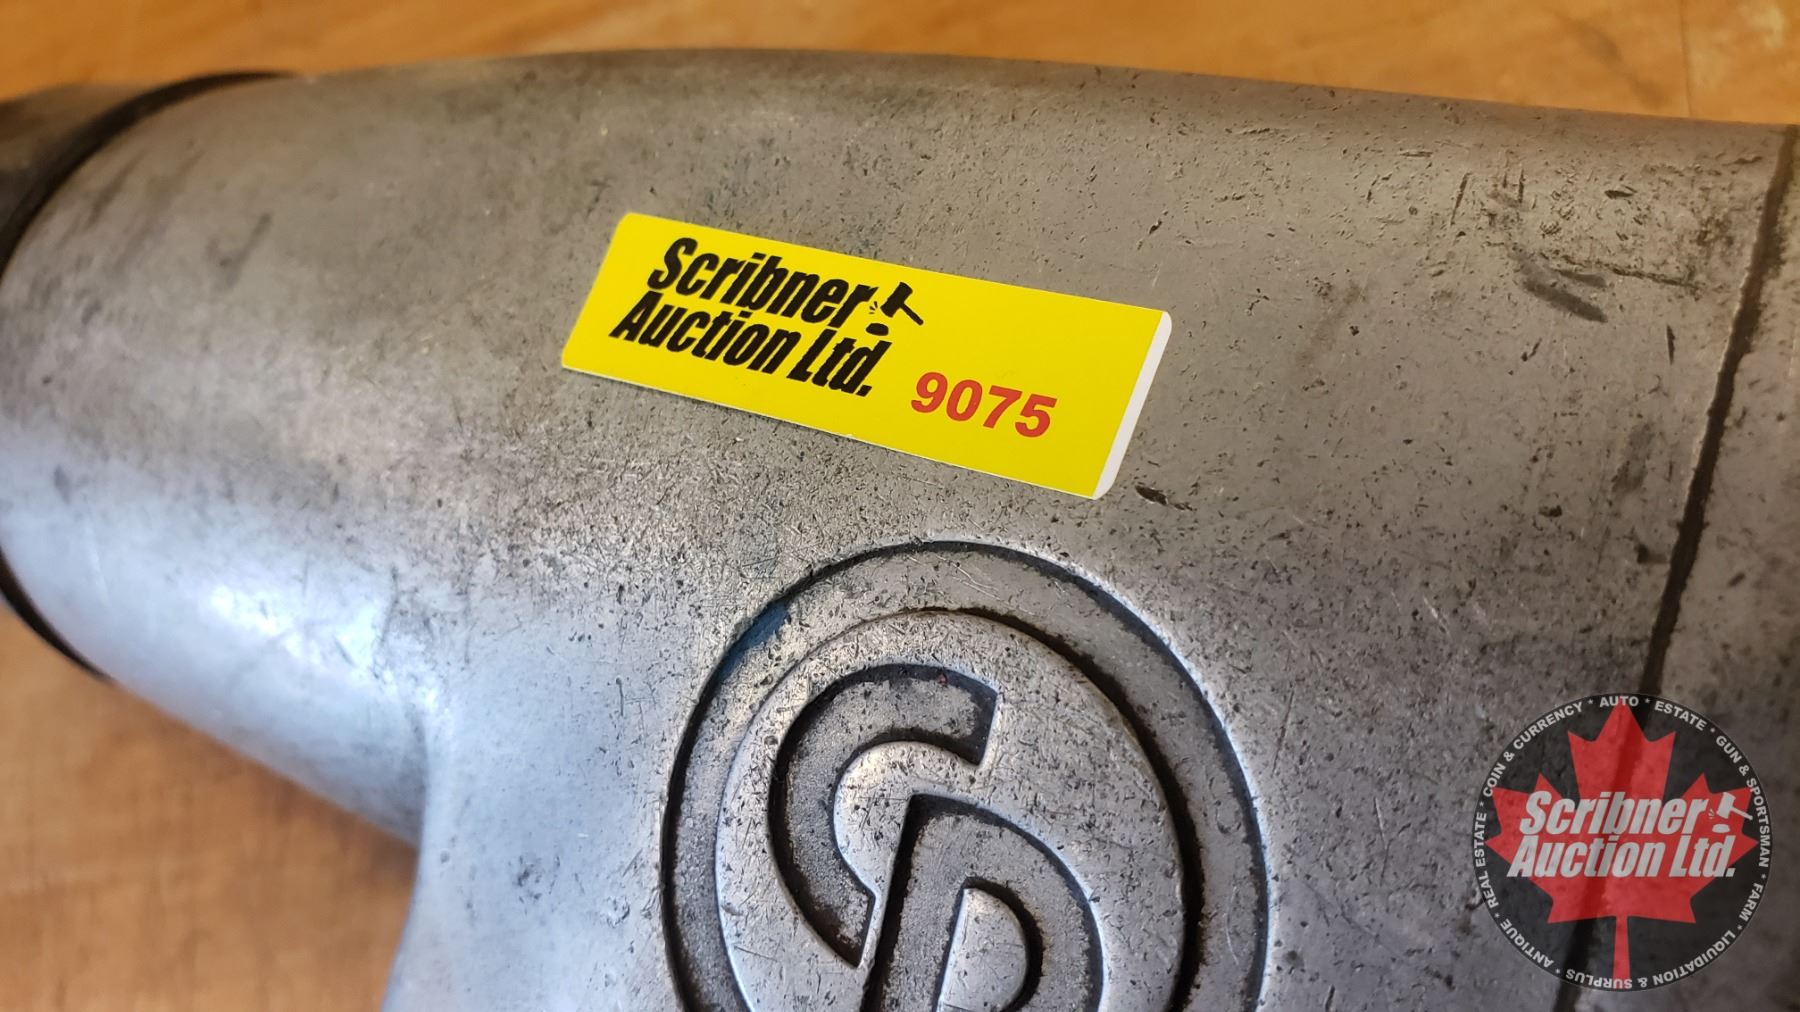 Scribner
Auction Ltd.
9075
CP
Scribner
Auction Ltd.
ANTIQUE * REAL ESTATE * COIN & CURRENCY * AUTO * ESTATE * GUN & SPORTSMAN * FARM * LIQUIDATION & SURPLUS *